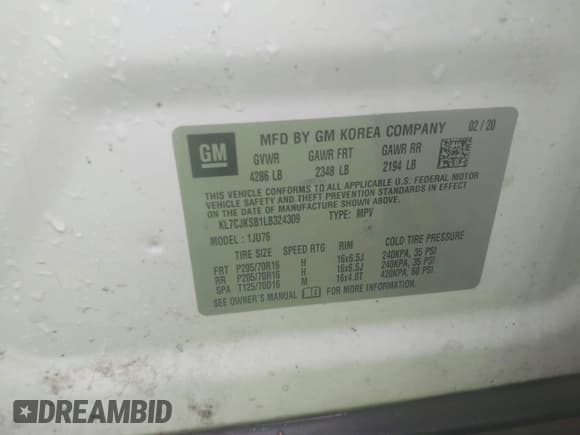 GM
MFD BY GM KOREA COMPANY 02/20
GVWR GAWR FRT GAWR RR
4286 LB 2348 LB 2194 LB
THIS VEHICLE CONFORMS TO ALL APPLICABLE U.S. FEDERAL MOTOR
VEHICLE SAFETY, BUMPER, AND THEFT PREVENTION STANDARDS IN EFFECT
ON THE DATE OF MANUFACTURE SHOWN ABOVE.
KL7CJKSB1LB324309 TYPE: MPV
MODEL: 1JU76
TIRE SIZE SPEED RTG RIM COLD TIRE PRESSURE
FRT P205/70R16 H 16x6.5J 240KPA, 35 PSI
RR P205/70R16 H 16x6.5J 240KPA, 35 PSI
SPA T125/70D16 M 16x4.0T 420KPA, 60 PSI
SEE OWNER'S MANUAL
DREAMBID